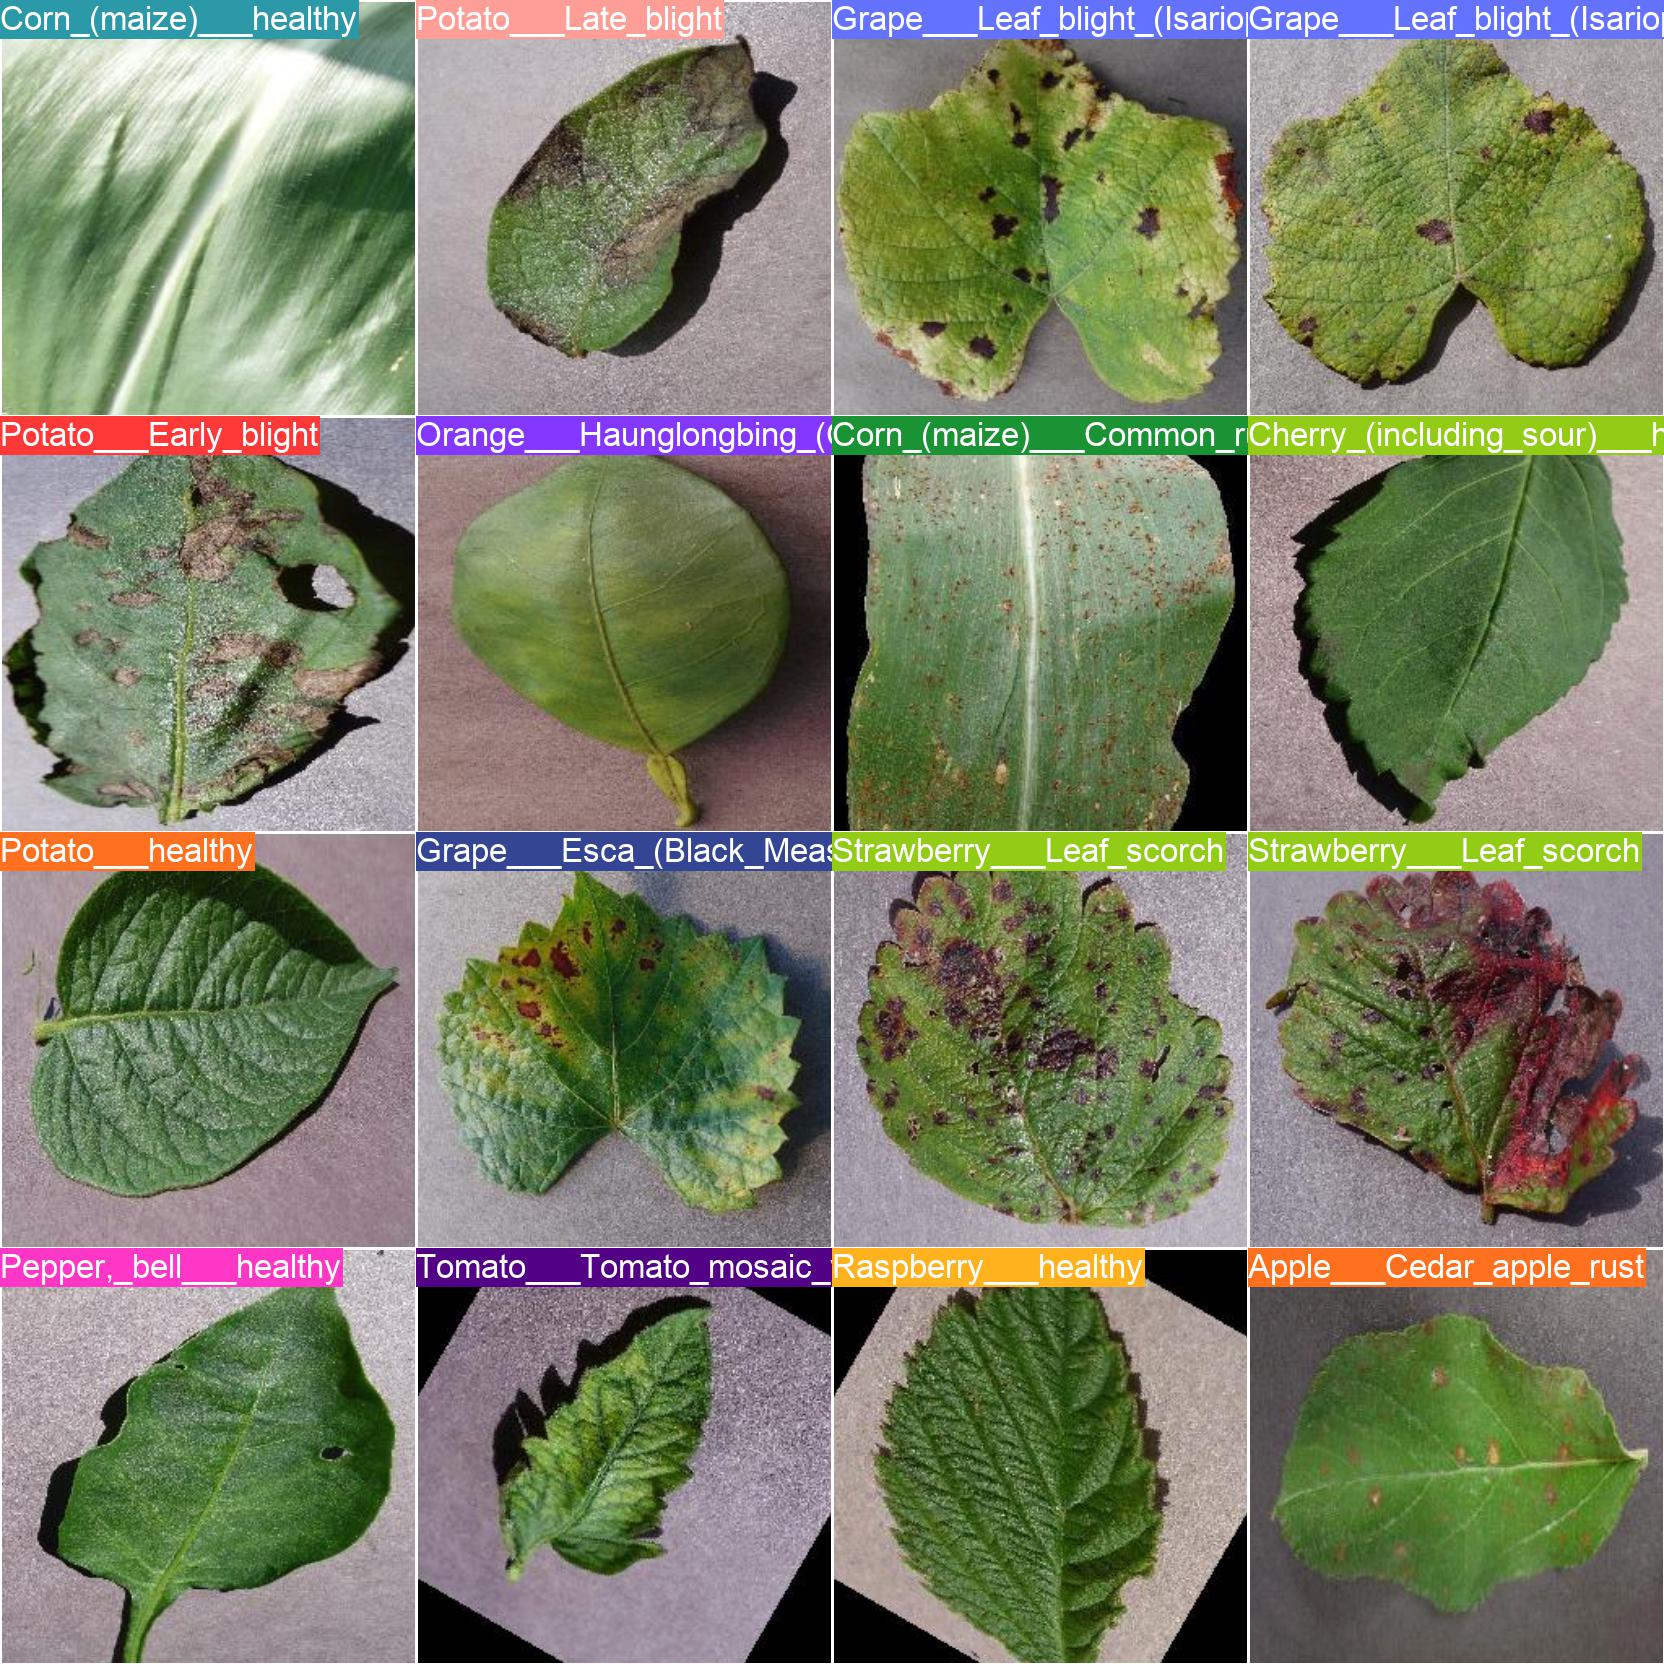 Corn_(maize)___healthy
Potato___Late_blight
Grape___Leaf_blight_(Isario
Grape___Leaf_blight_(Isario
Potato___Early_blight
Orange___Haunglongbing_(
Corn_(maize)___Common_r
Cherry_(including_sour)___h
Potato___healthy
Grape___Esca_(Black_Meas
Strawberry___Leaf_scorch
Strawberry___Leaf_scorch
Pepper,_bell___healthy
Tomato___Tomato_mosaic_
Raspberry___healthy
Apple___Cedar_apple_rust